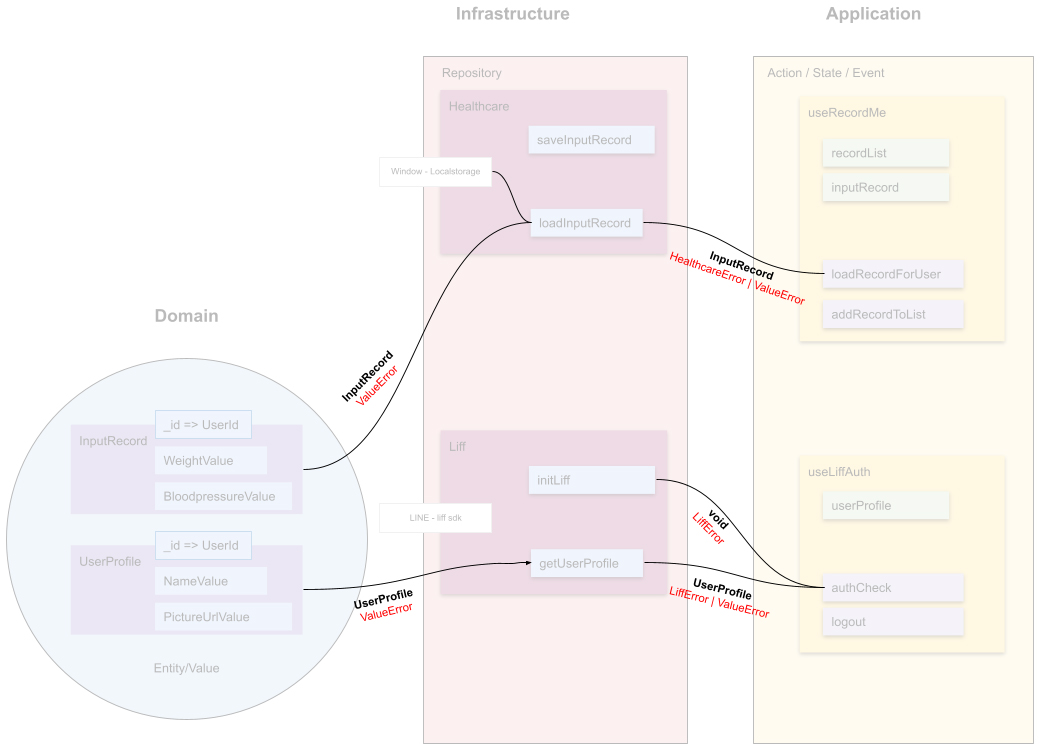 Infrastructure
Application
Repository
Healthcare
saveInputRecord
Window - Localstorage
loadInputRecord
Action / State / Event
useRecordMe
recordList
inputRecord
loadRecordForUser
addRecordToList
InputRecord
HealthcareError | ValueError
Domain
InputRecord
ValueError
InputRecord
_id => UserId
WeightValue
BloodpressureValue
UserProfile
_id => UserId
NameValue
PictureUrlValue
Entity/Value
UserProfile
ValueError
Liff
initLiff
LINE - liff sdk
getUserProfile
void
LiffError
UserProfile
LiffError | ValueError
useLiffAuth
userProfile
authCheck
logout